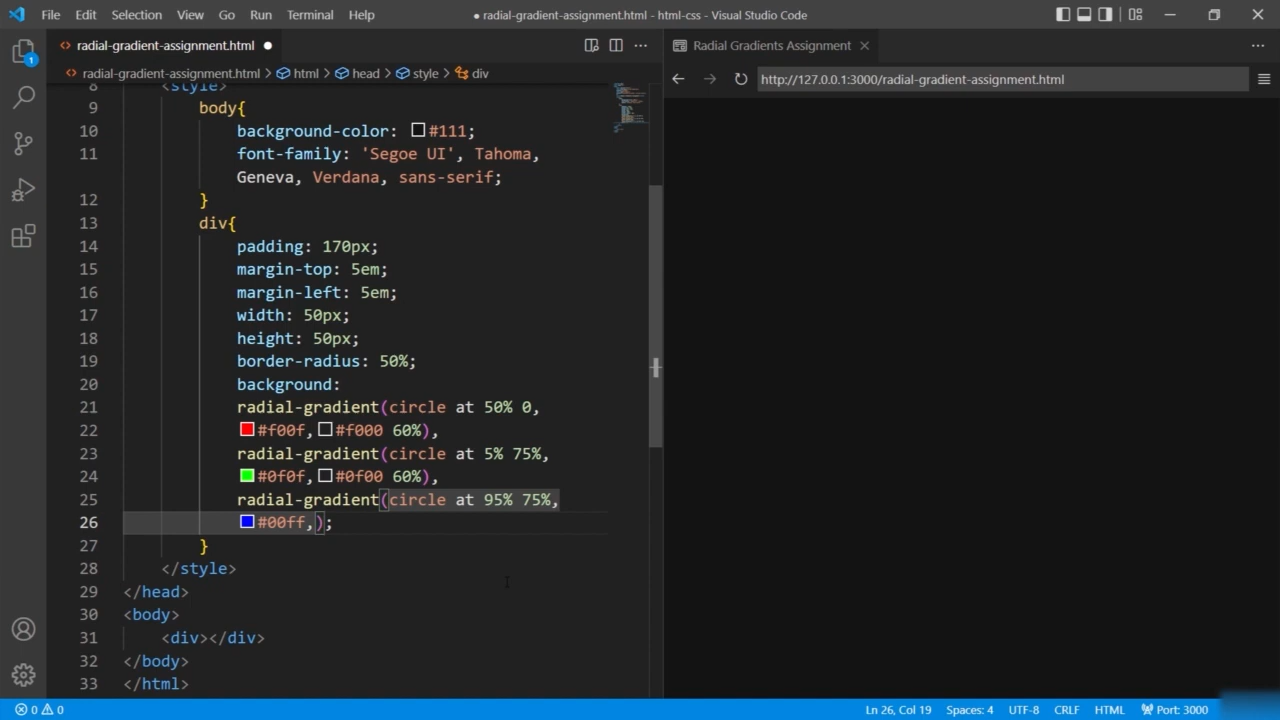 File Edit Selection View Go Run Terminal Help
● radial-gradient-assignment.html - html-css - Visual Studio Code
1
<> radial-gradient-assignment.html ●
Radial Gradients Assignment
<> radial-gradient-assignment.html > html > head > style > div
http://127.0.0.1:3000/radial-gradient-assignment.html
8 <style>
9 body{
10 background-color: #111;
11 font-family: 'Segoe UI', Tahoma,
Geneva, Verdana, sans-serif;
12 }
13 div{
14 padding: 170px;
15 margin-top: 5em;
16 margin-left: 5em;
17 width: 50px;
18 height: 50px;
19 border-radius: 50%;
20 background:
21 radial-gradient(circle at 50% 0,
22 #f00f,#f000 60%),
23 radial-gradient(circle at 5% 75%,
24 #0f0f,#0f00 60%),
25 radial-gradient(circle at 95% 75%,
26 #00ff,);
27 }
28 </style>
29 </head>
30 <body>
31 <div></div>
32 </body>
33 </html>
0 0
Ln 26, Col 19 Spaces: 4 UTF-8 CRLF HTML Port: 3000